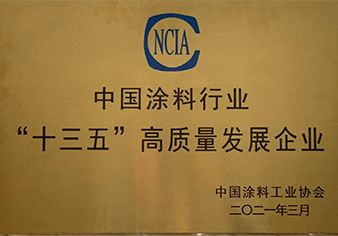 NCIA
中国涂料行业
“十三五”高质量发展企业
中国涂料工业协会
二〇二一年三月